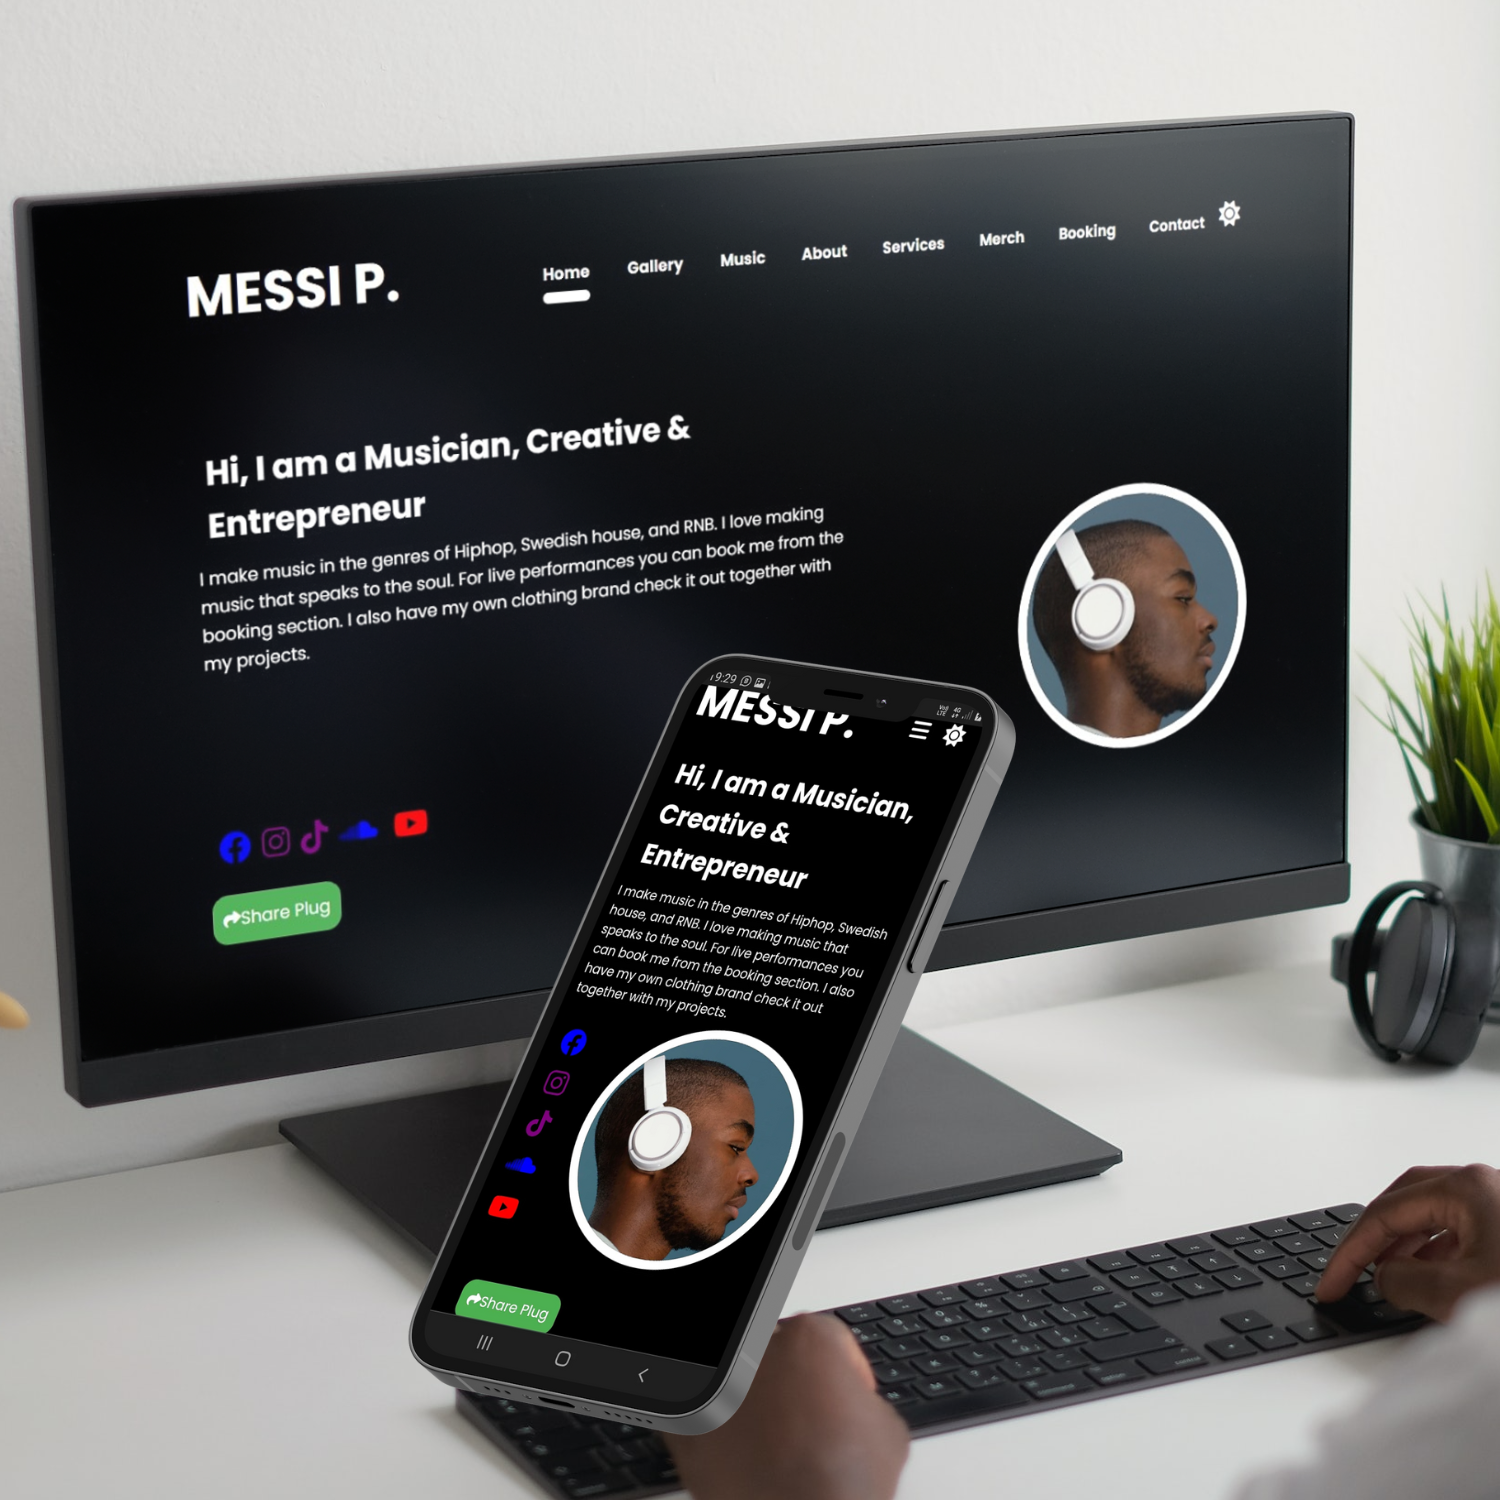 MESSI P.
Home Gallery Music About Services Merch Booking Contact
Hi, I am a Musician, Creative &
Entrepreneur
I make music in the genres of Hiphop, Swedish house, and RNB. I love making
music that speaks to the soul. For live performances you can book me from the
booking section. I also have my own clothing brand check it out together with
my projects.
Share Plug
9:29
MESSI P.
Hi, I am a Musician,
Creative &
Entrepreneur
I make music in the genres of Hiphop, Swedish
house, and RNB. I love making music that
speaks to the soul. For live performances you
can book me from the booking section. I also
have my own clothing brand check it out
together with my projects.
Share Plug